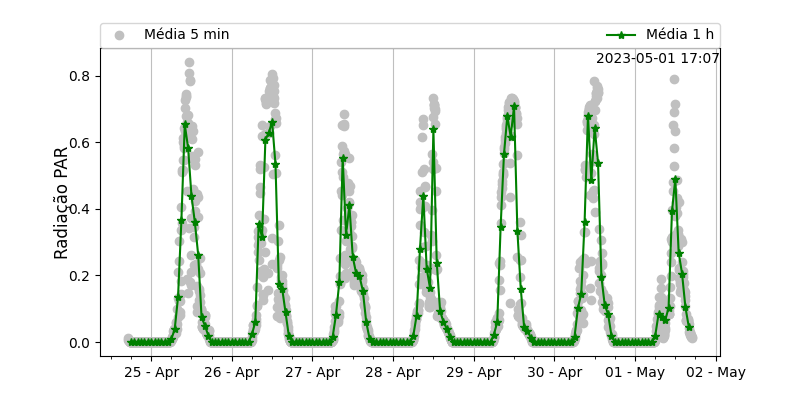 Média 5 min
Média 1 h
2023-05-01 17:07
Radiação PAR
0.8
0.6
0.4
0.2
0.0
25 - Apr
26 - Apr
27 - Apr
28 - Apr
29 - Apr
30 - Apr
01 - May
02 - May